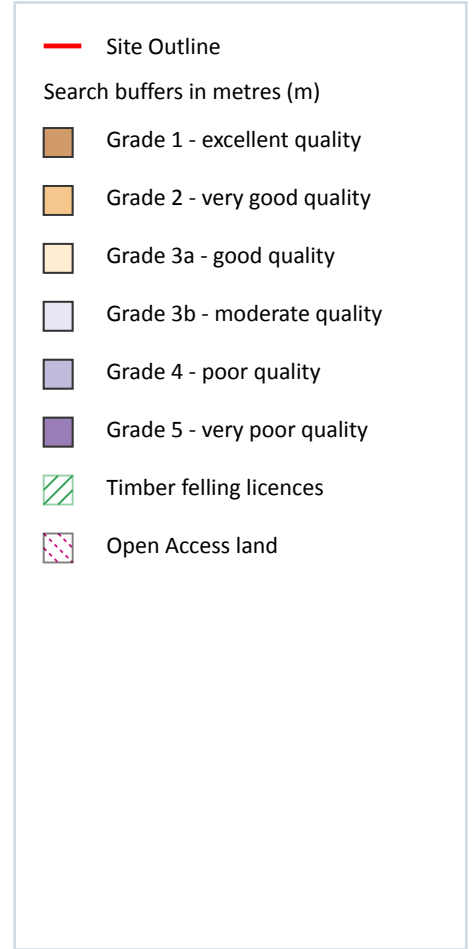 Site Outline
Search buffers in metres (m)
Grade 1 - excellent quality
Grade 2 - very good quality
Grade 3a - good quality
Grade 3b - moderate quality
Grade 4 - poor quality
Grade 5 - very poor quality
Timber felling licences
Open Access land